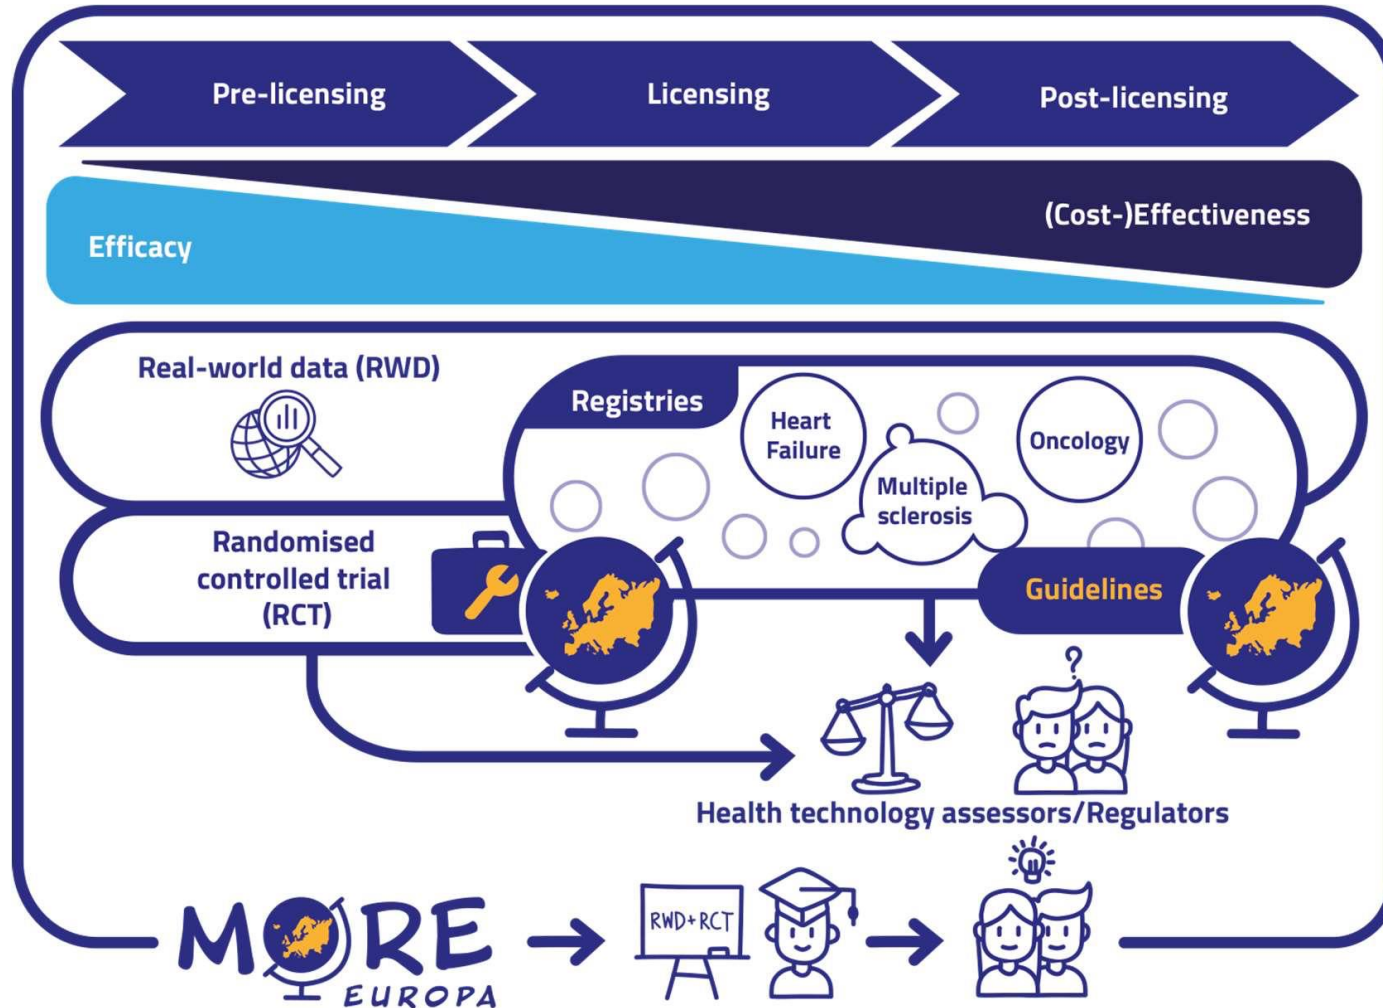 Pre-licensing
Licensing
Post-licensing
(Cost-)Effectiveness
Efficacy
Real-world data (RWD)
Registries
Heart
Failure
Multiple
sclerosis
Oncology
Randomised
controlled trial
(RCT)
Guidelines
?
Health technology assessors/Regulators
MORE
EUROPA
RWD+RCT